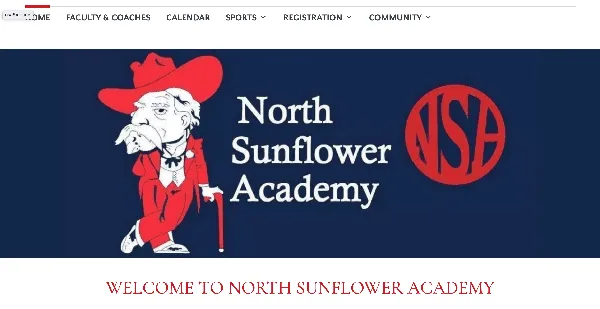 HOME FACULTY & COACHES CALENDAR SPORTS REGISTRATION COMMUNITY
North
Sunflower
Academy
NSA
WELCOME TO NORTH SUNFLOWER ACADEMY